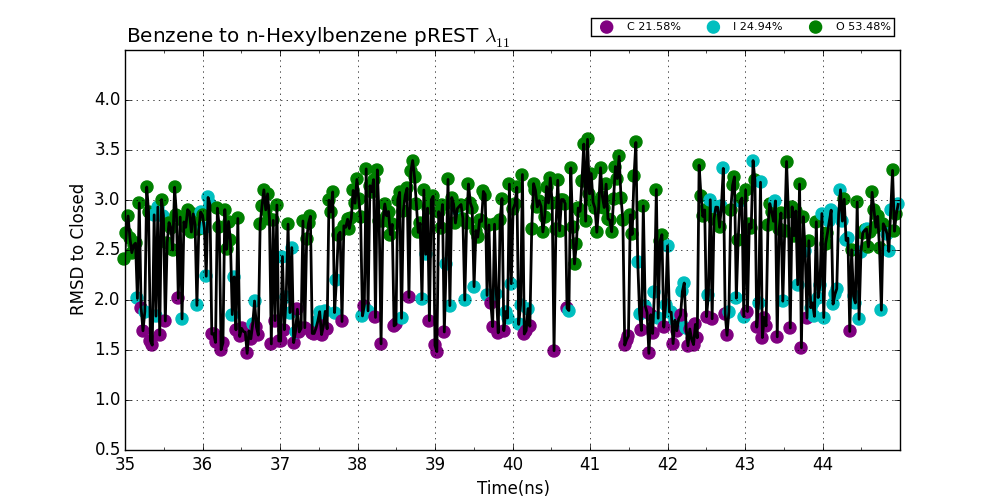 Benzene to n-Hexylbenzene pREST λ₁₁
C 21.58% I 24.94% O 53.48%
RMSD to Closed
4.0
3.5
3.0
2.5
2.0
1.5
1.0
0.5
35 36 37 38 39 40 41 42 43 44
Time(ns)